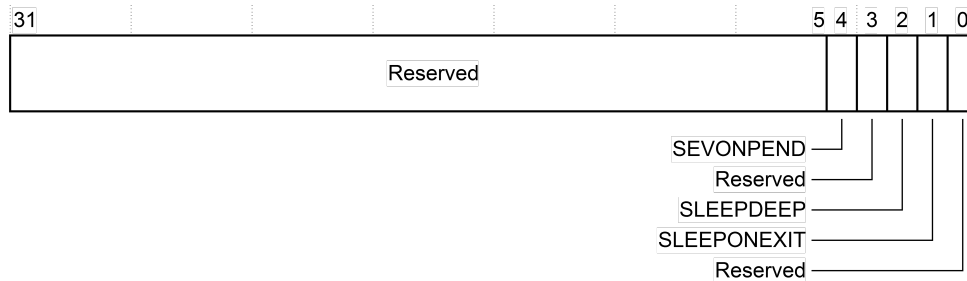 31 5 4 3 2 1 0
Reserved
SEVONPEND
Reserved
SLEEPDEEP
SLEEPONEXIT
Reserved